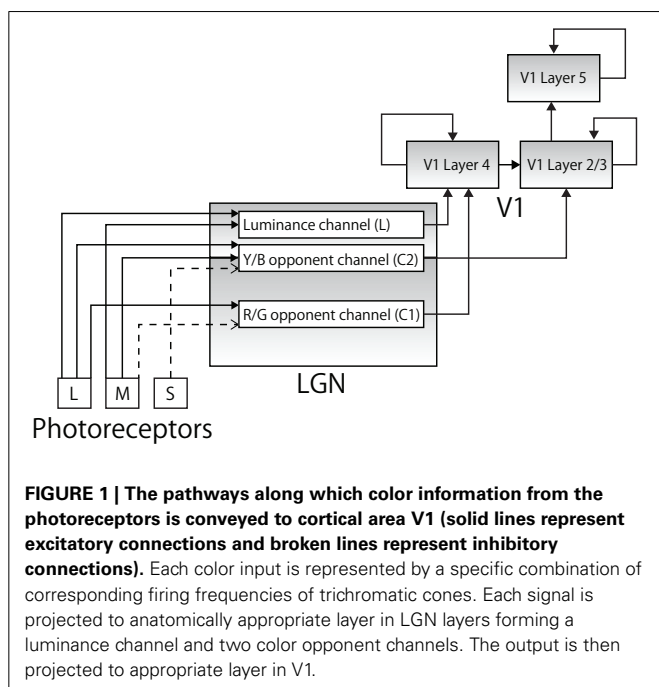 V1 Layer 5
V1 Layer 4
V1 Layer 2/3
V1
Luminance channel (L)
Y/B opponent channel (C2)
R/G opponent channel (C1)
LGN
L
M
S
Photoreceptors
FIGURE 1 | The pathways along which color information from the
photoreceptors is conveyed to cortical area V1 (solid lines represent
excitatory connections and broken lines represent inhibitory
connections). Each color input is represented by a specific combination of
corresponding firing frequencies of trichromatic cones. Each signal is
projected to anatomically appropriate layer in LGN layers forming a
luminance channel and two color opponent channels. The output is then
projected to appropriate layer in V1.